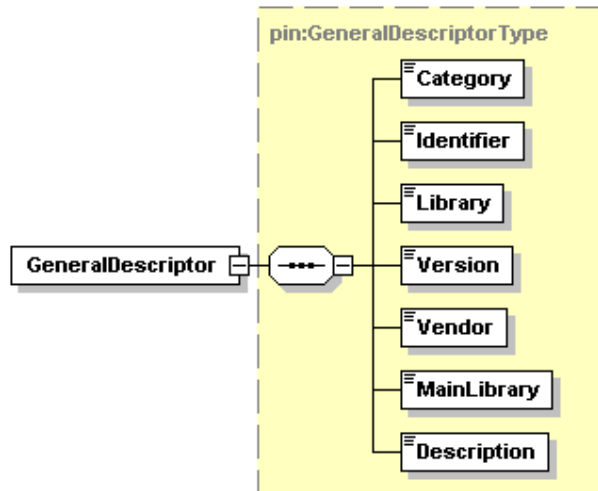 pin:GeneralDescriptorType
Category
Identifier
Library
GeneralDescriptor
Version
Vendor
MainLibrary
Description